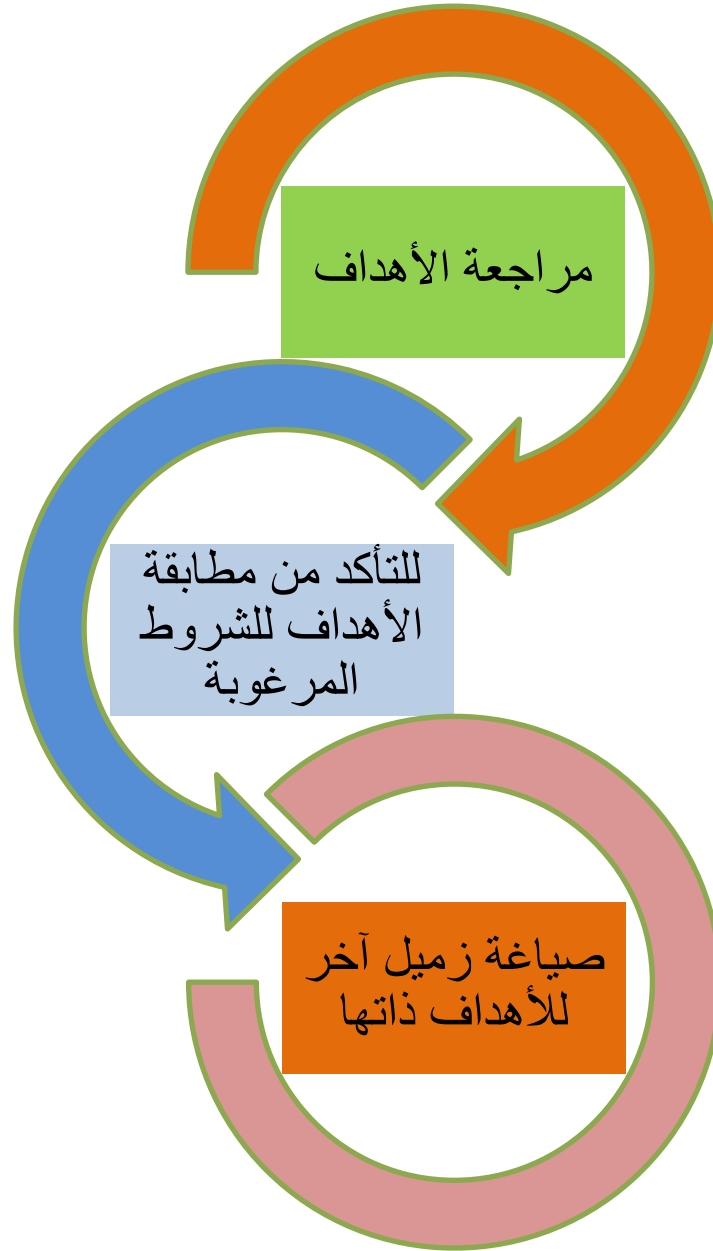 مراجعة الأهداف
للتأكد من مطابقة
الأهداف للشروط
المرغوبة
صياغة زميل آخر
للأهداف ذاتها